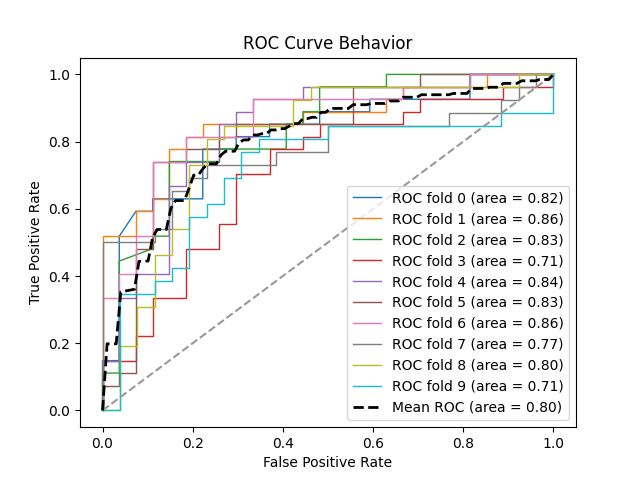 ROC Curve Behavior
True Positive Rate
1.0
0.8
0.6
0.4
0.2
0.0
ROC fold 0 (area = 0.82)
ROC fold 1 (area = 0.86)
ROC fold 2 (area = 0.83)
ROC fold 3 (area = 0.71)
ROC fold 4 (area = 0.84)
ROC fold 5 (area = 0.83)
ROC fold 6 (area = 0.86)
ROC fold 7 (area = 0.77)
ROC fold 8 (area = 0.80)
ROC fold 9 (area = 0.71)
Mean ROC (area = 0.80)
0.0 0.2 0.4 0.6 0.8 1.0
False Positive Rate